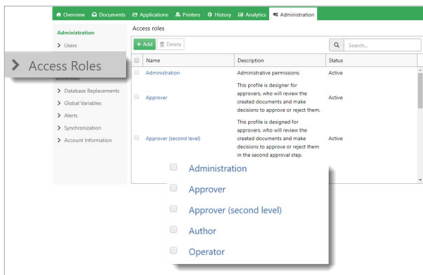 Overview Documents Applications Printers History Analytics Administration
Administration
Access roles
Users
+ Add Delete
Search...
Name Description Status
Access Roles
Administration Administrative permissions Active
This profile is designer for
approvers, who will review the
created documents and make
decisions to approve or reject them.
Approver Active
Database Replacements
Global Variables
Alerts
Synchronization
Account Information
This profile is designed for
approvers, who will review the
created documents and make
decisions to approve or reject them
in the second approval step.
Approver (second level) Active
Administration
Approver
Approver (second level)
Author
Operator